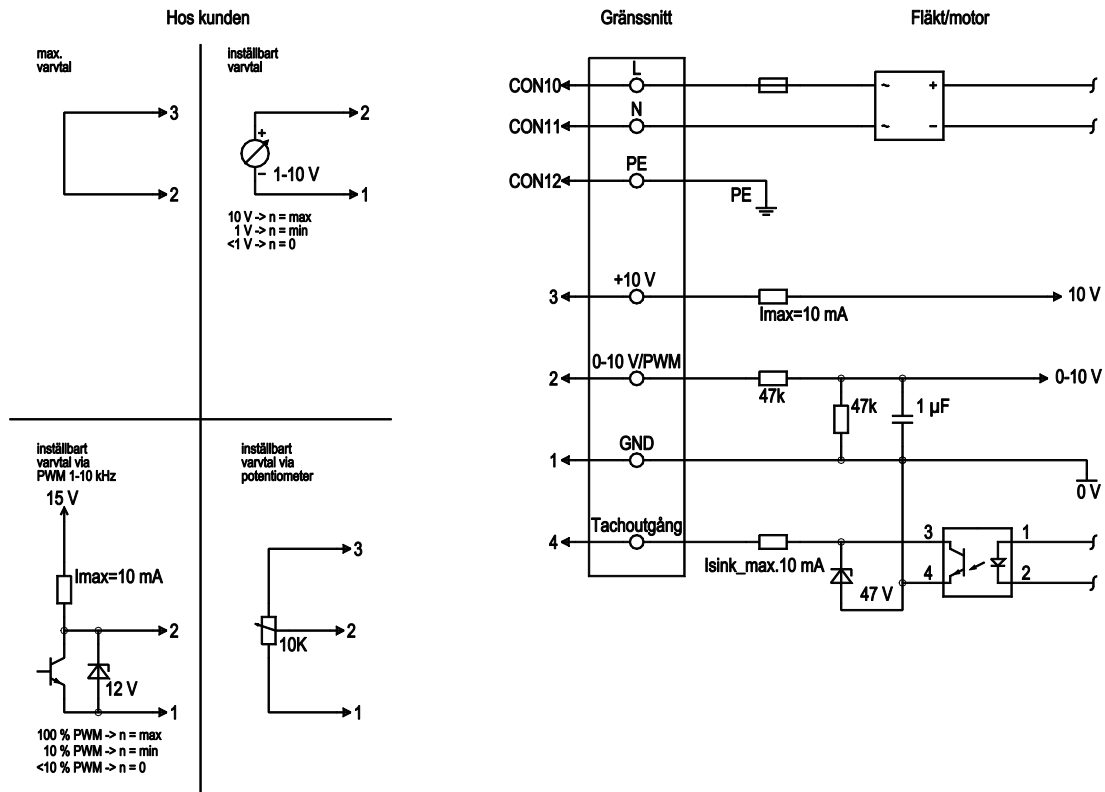 Hos kunden
max.
varvtal
3
2
inställbart
varvtal
2
+
–
1-10 V
1
10 V -> n = max
1 V -> n = min
<1 V -> n = 0
inställbart
varvtal via
PWM 1-10 kHz
15 V
Imax=10 mA
2
12 V
1
100 % PWM -> n = max
10 % PWM -> n = min
<10 % PWM -> n = 0
inställbart
varvtal via
potentiometer
3
2
10K
1
Gränssnitt
Fläkt/motor
L
CON10
~ +
N
CON11
~ –
PE
CON12
PE
+10 V
3
10 V
Imax=10 mA
0-10 V/PWM
2
0-10 V
47k
47k
1 µF
GND
1
0 V
Tachoutgång
4
3
1
Isink_max.10 mA
4
2
47 V